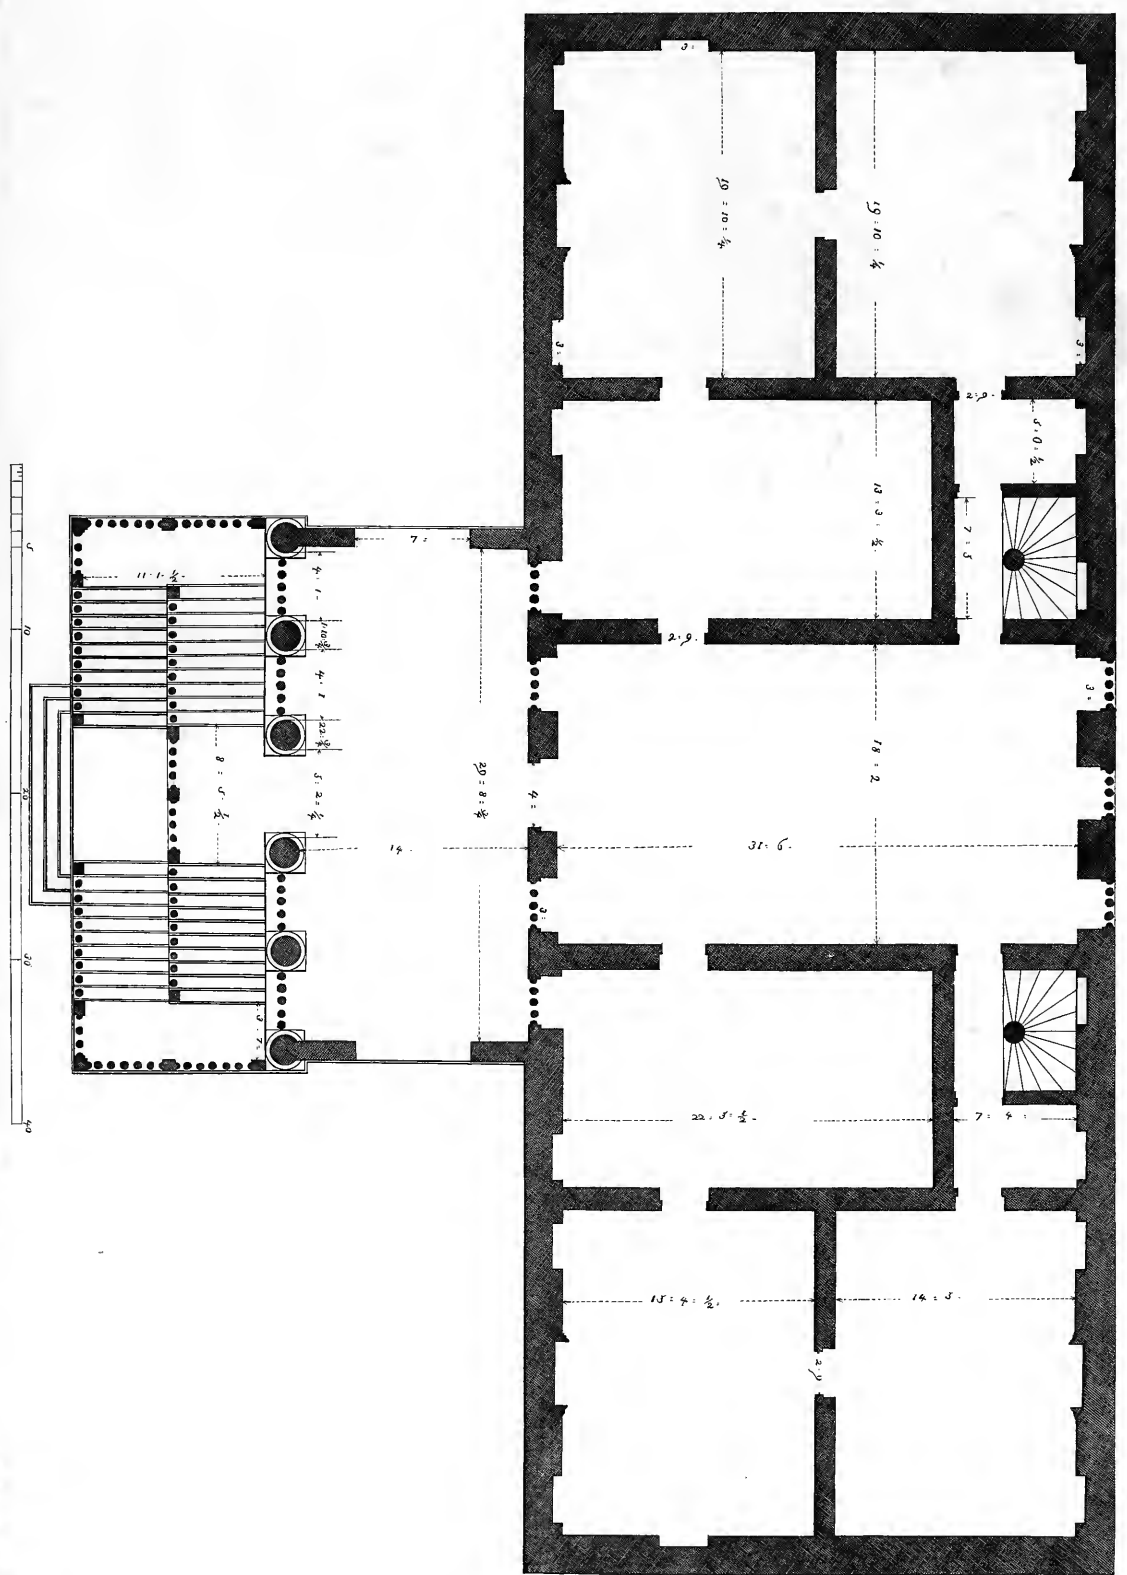 3 =
19 = 10 = ¼
19 = 10 = ¼
3 =
3 =
2 = 9.
5 = 0 = ½
13 = 3 = ½.
7 = 5
7 =
11 . 1 . ½ .
4 . 1 -
1 = 10 = ¾
2 = 9.
4 . 1
3 =
22 = ¾ =
8 = 5 . ½
5 = 2 = ¼
29 = 8 = ¾
4 =
18 = 2
14 .
31 = 6 .
3 =
3 . 7 =
22 . 5 = ½ .
7 = 4 =
15 = 4 = ½ .
14 = 5 .
2 . 9
5
10
20
30
40